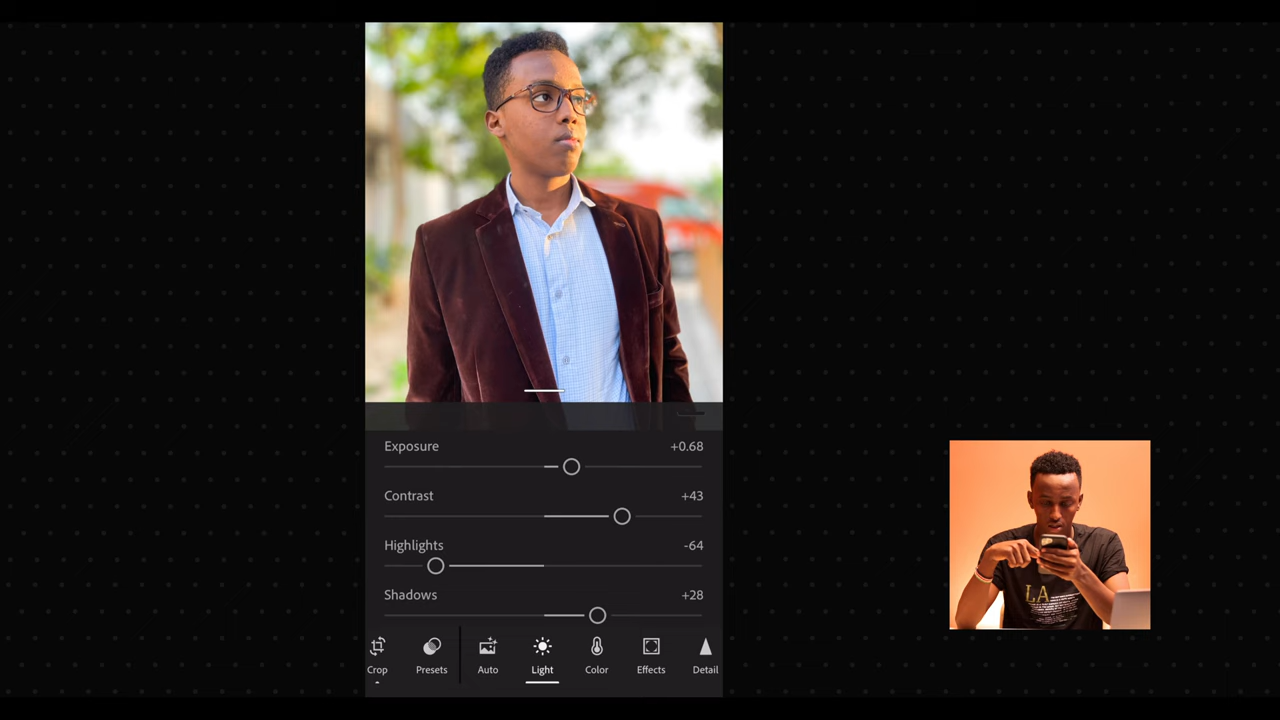 Exposure +0.68
Contrast +43
Highlights -64
Shadows +28
Crop Presets Auto Light Color Effects Detail
LA